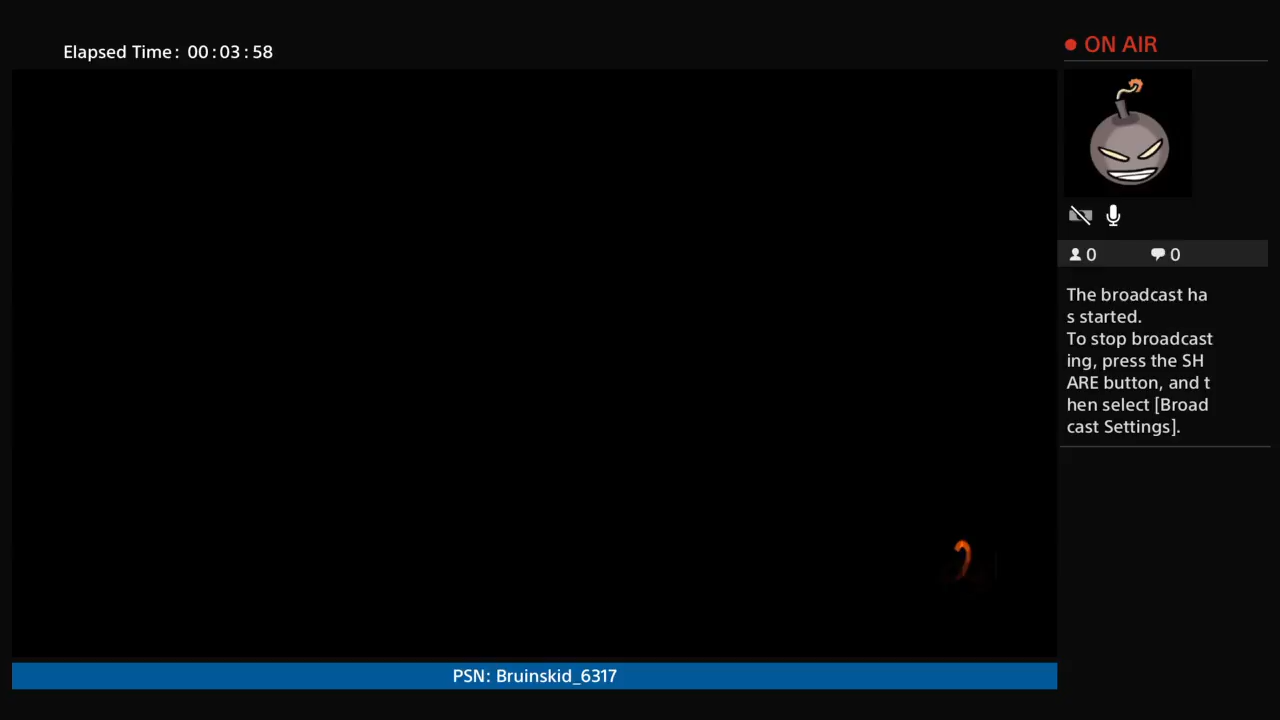 Elapsed Time: 00:03:58
ON AIR
0 0
The broadcast ha
s started.
To stop broadcast
ing, press the SH
ARE button, and t
hen select [Broad
cast Settings].
PSN: Bruinskid_6317